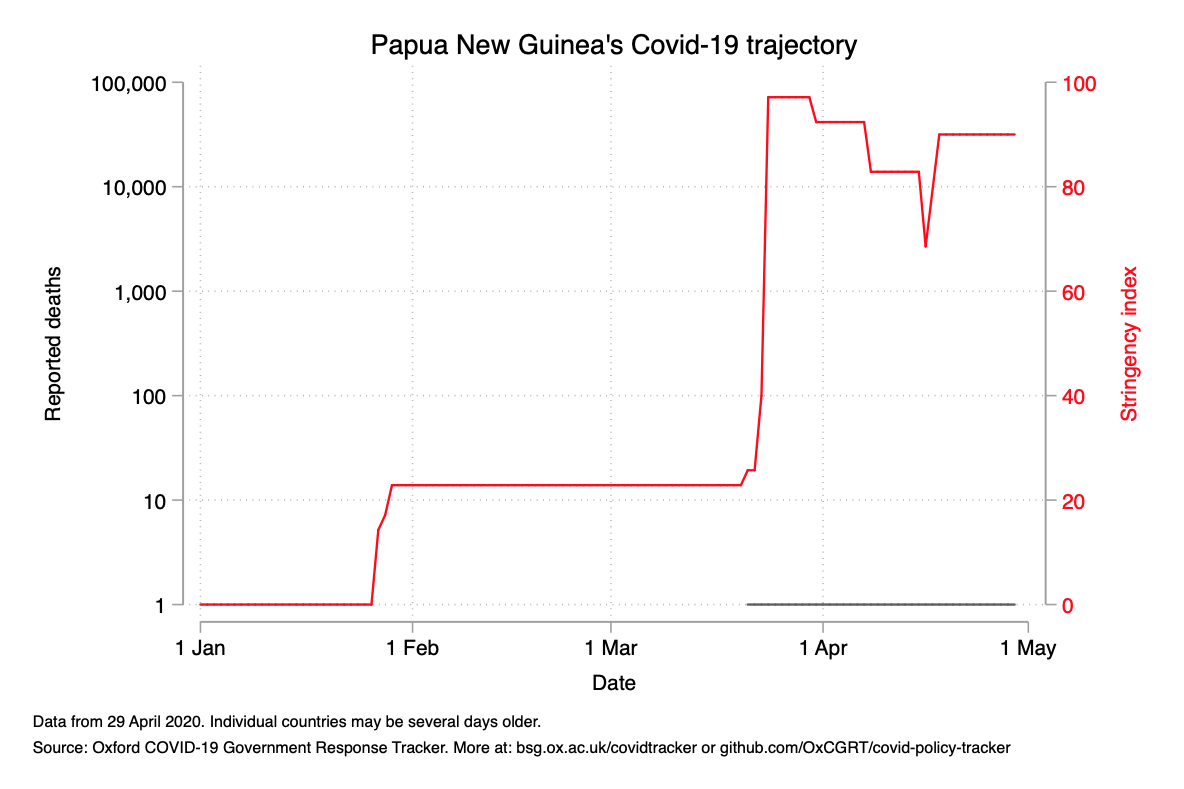 Papua New Guinea's Covid-19 trajectory
100,000
10,000
1,000
100
10
1
Reported deaths
100
80
60
40
20
0
Stringency index
1 Jan
1 Feb
1 Mar
1 Apr
1 May
Date
Data from 29 April 2020. Individual countries may be several days older.
Source: Oxford COVID-19 Government Response Tracker. More at: bsg.ox.ac.uk/covidtracker or github.com/OxCGRT/covid-policy-tracker